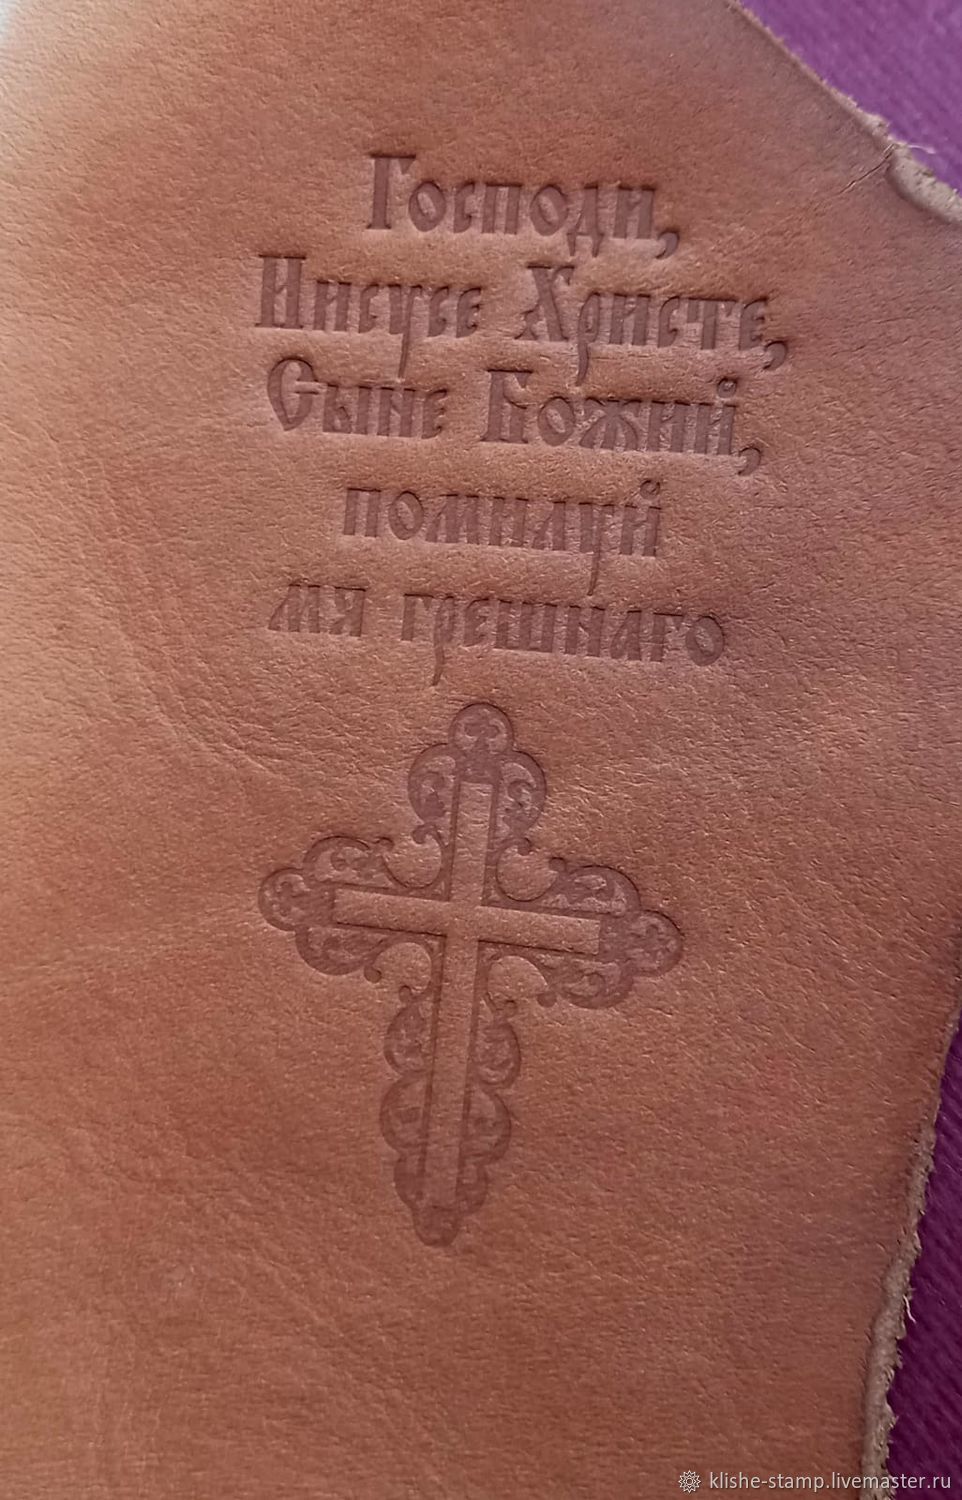 Господи,
Иисусе Христе,
Сыне Божий,
помилуй
мя грешнаго
klishe-stamp.livemaster.ru